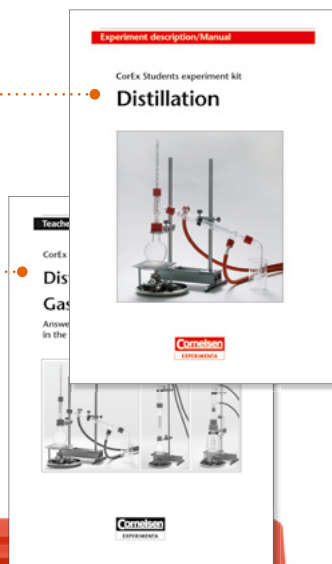 Experiment description/Manual
CorEx Students experiment kit
Distillation
Cornelsen
EXPERIMENTA
Teache
CorEx
Dis
Gas
Answe
in the
Cornelsen
EXPERIMENTA